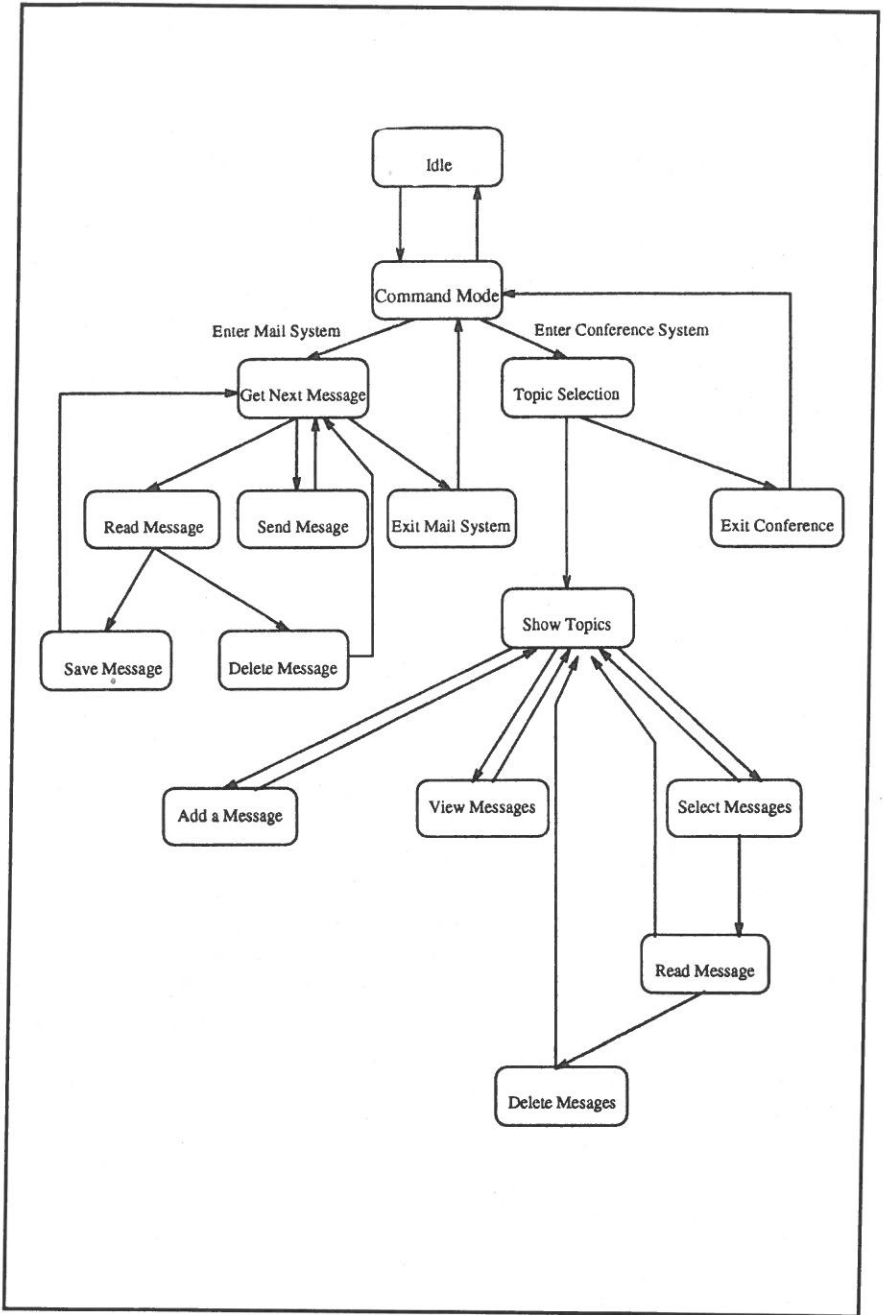 Idle
Command Mode
Enter Mail System
Enter Conference System
Get Next Message
Topic Selection
Read Message
Send Mesage
Exit Mail System
Exit Conference
Save Message
Delete Message
Show Topics
Add a Message
View Messages
Select Messages
Read Message
Delete Mesages